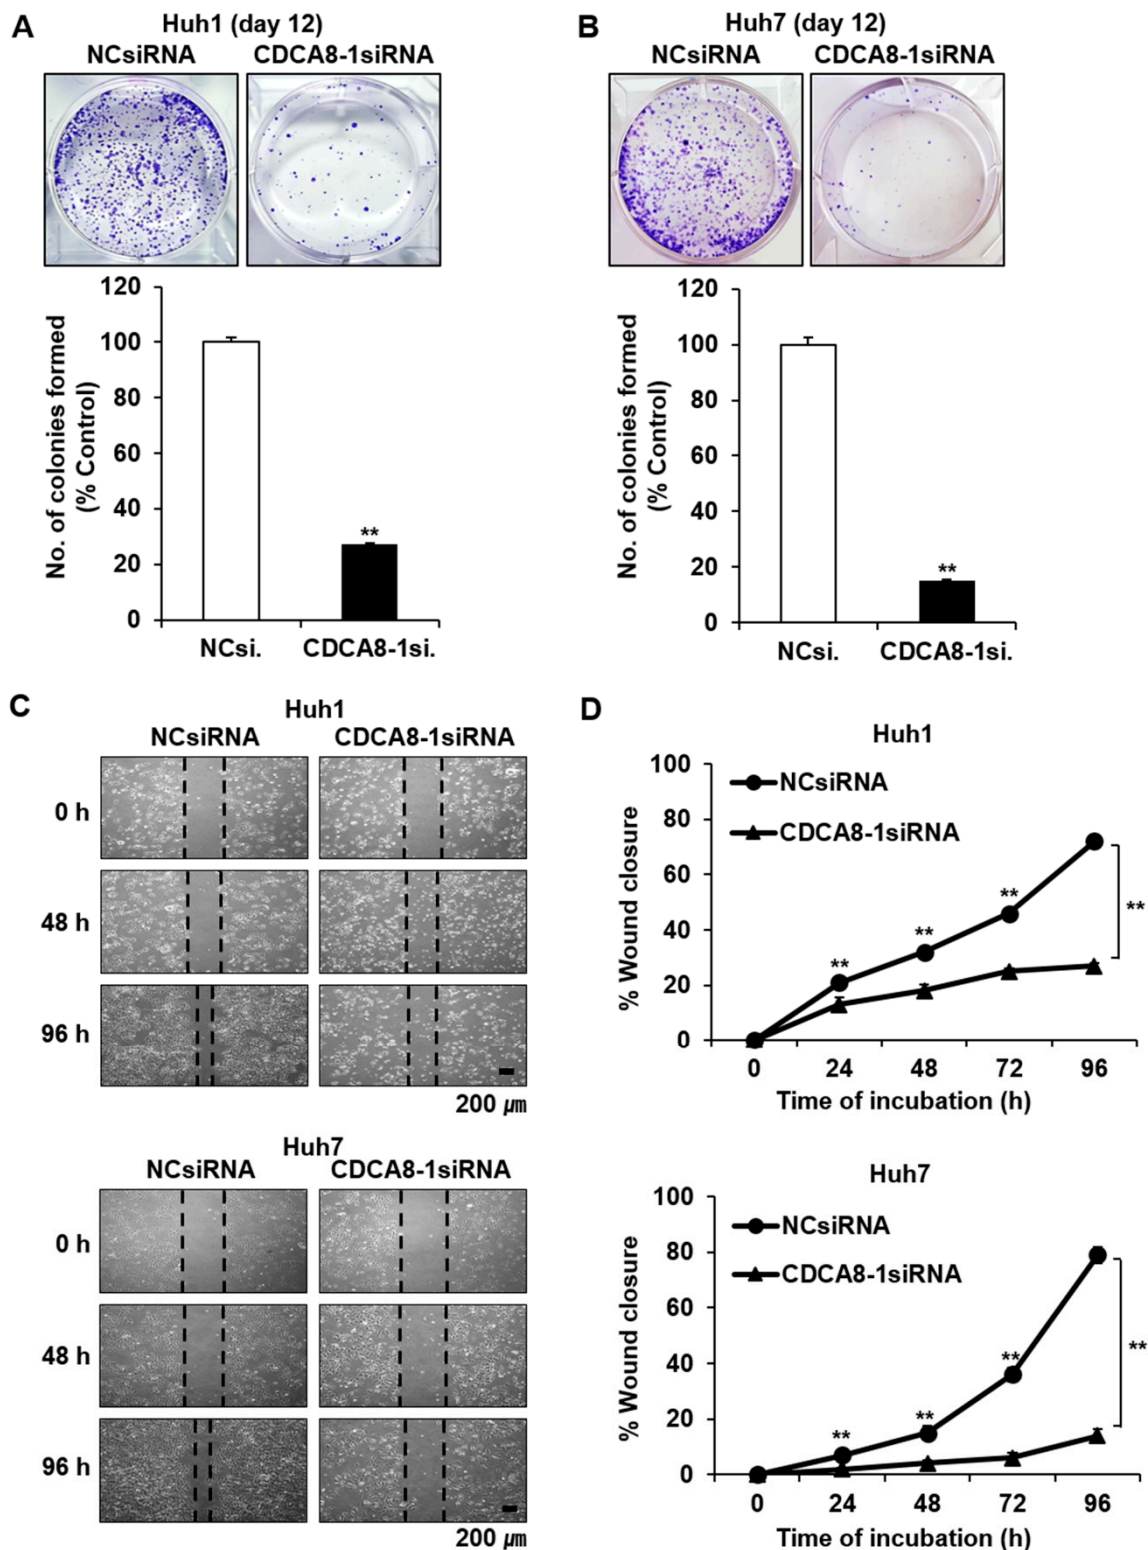 A
Huh1 (day 12)
NCsiRNA CDCA8-1siRNA
No. of colonies formed
(% Control)
120
100
80
60
40
20
0
**
NCsi. CDCA8-1si.
B
Huh7 (day 12)
NCsiRNA CDCA8-1siRNA
No. of colonies formed
(% Control)
120
100
80
60
40
20
0
**
NCsi. CDCA8-1si.
C
Huh1
NCsiRNA CDCA8-1siRNA
0 h
48 h
96 h
200 ㎛
Huh7
NCsiRNA CDCA8-1siRNA
0 h
48 h
96 h
200 ㎛
D
Huh1
% Wound closure
100
80
60
40
20
0
NCsiRNA
CDCA8-1siRNA
**
**
**
**
0 24 48 72 96
Time of incubation (h)
Huh7
% Wound closure
100
80
60
40
20
0
NCsiRNA
CDCA8-1siRNA
**
**
**
**
0 24 48 72 96
Time of incubation (h)